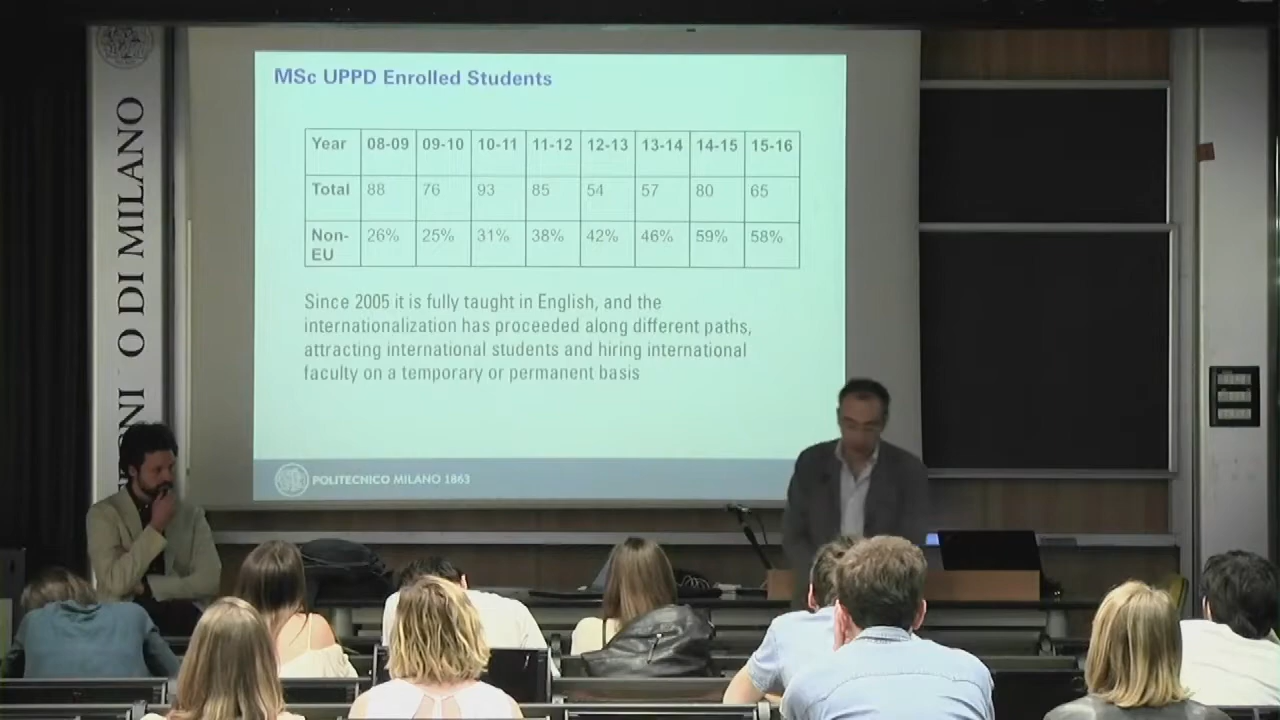 MSc UPPD Enrolled Students
Year 08-09 09-10 10-11 11-12 12-13 13-14 14-15 15-16
Total 88 76 93 85 54 57 80 65
Non-EU 26% 25% 31% 38% 42% 46% 59% 58%
Since 2005 it is fully taught in English, and the
internationalization has proceeded along different paths,
attracting international students and hiring international
faculty on a temporary or permanent basis
POLITECNICO MILANO 1863
O DI MILANO